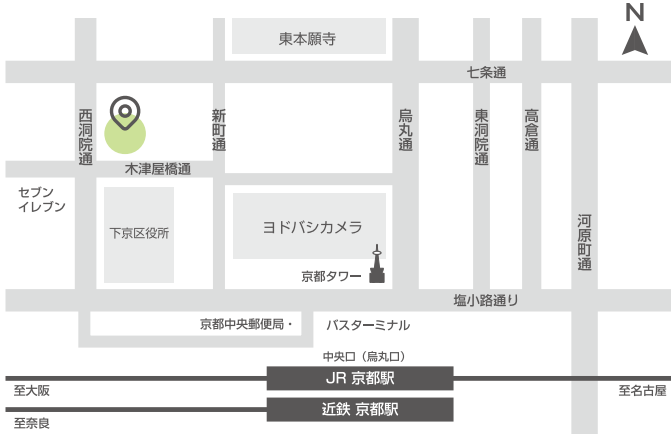 N
東本願寺
七条通
西洞院通
新町通
烏丸通
東洞院通
高倉通
木津屋橋通
セブン
イレブン
下京区役所
ヨドバシカメラ
河原町通
京都タワー
塩小路通り
京都中央郵便局・
バスターミナル
中央口（烏丸口）
JR 京都駅
至大阪
至名古屋
近鉄 京都駅
至奈良